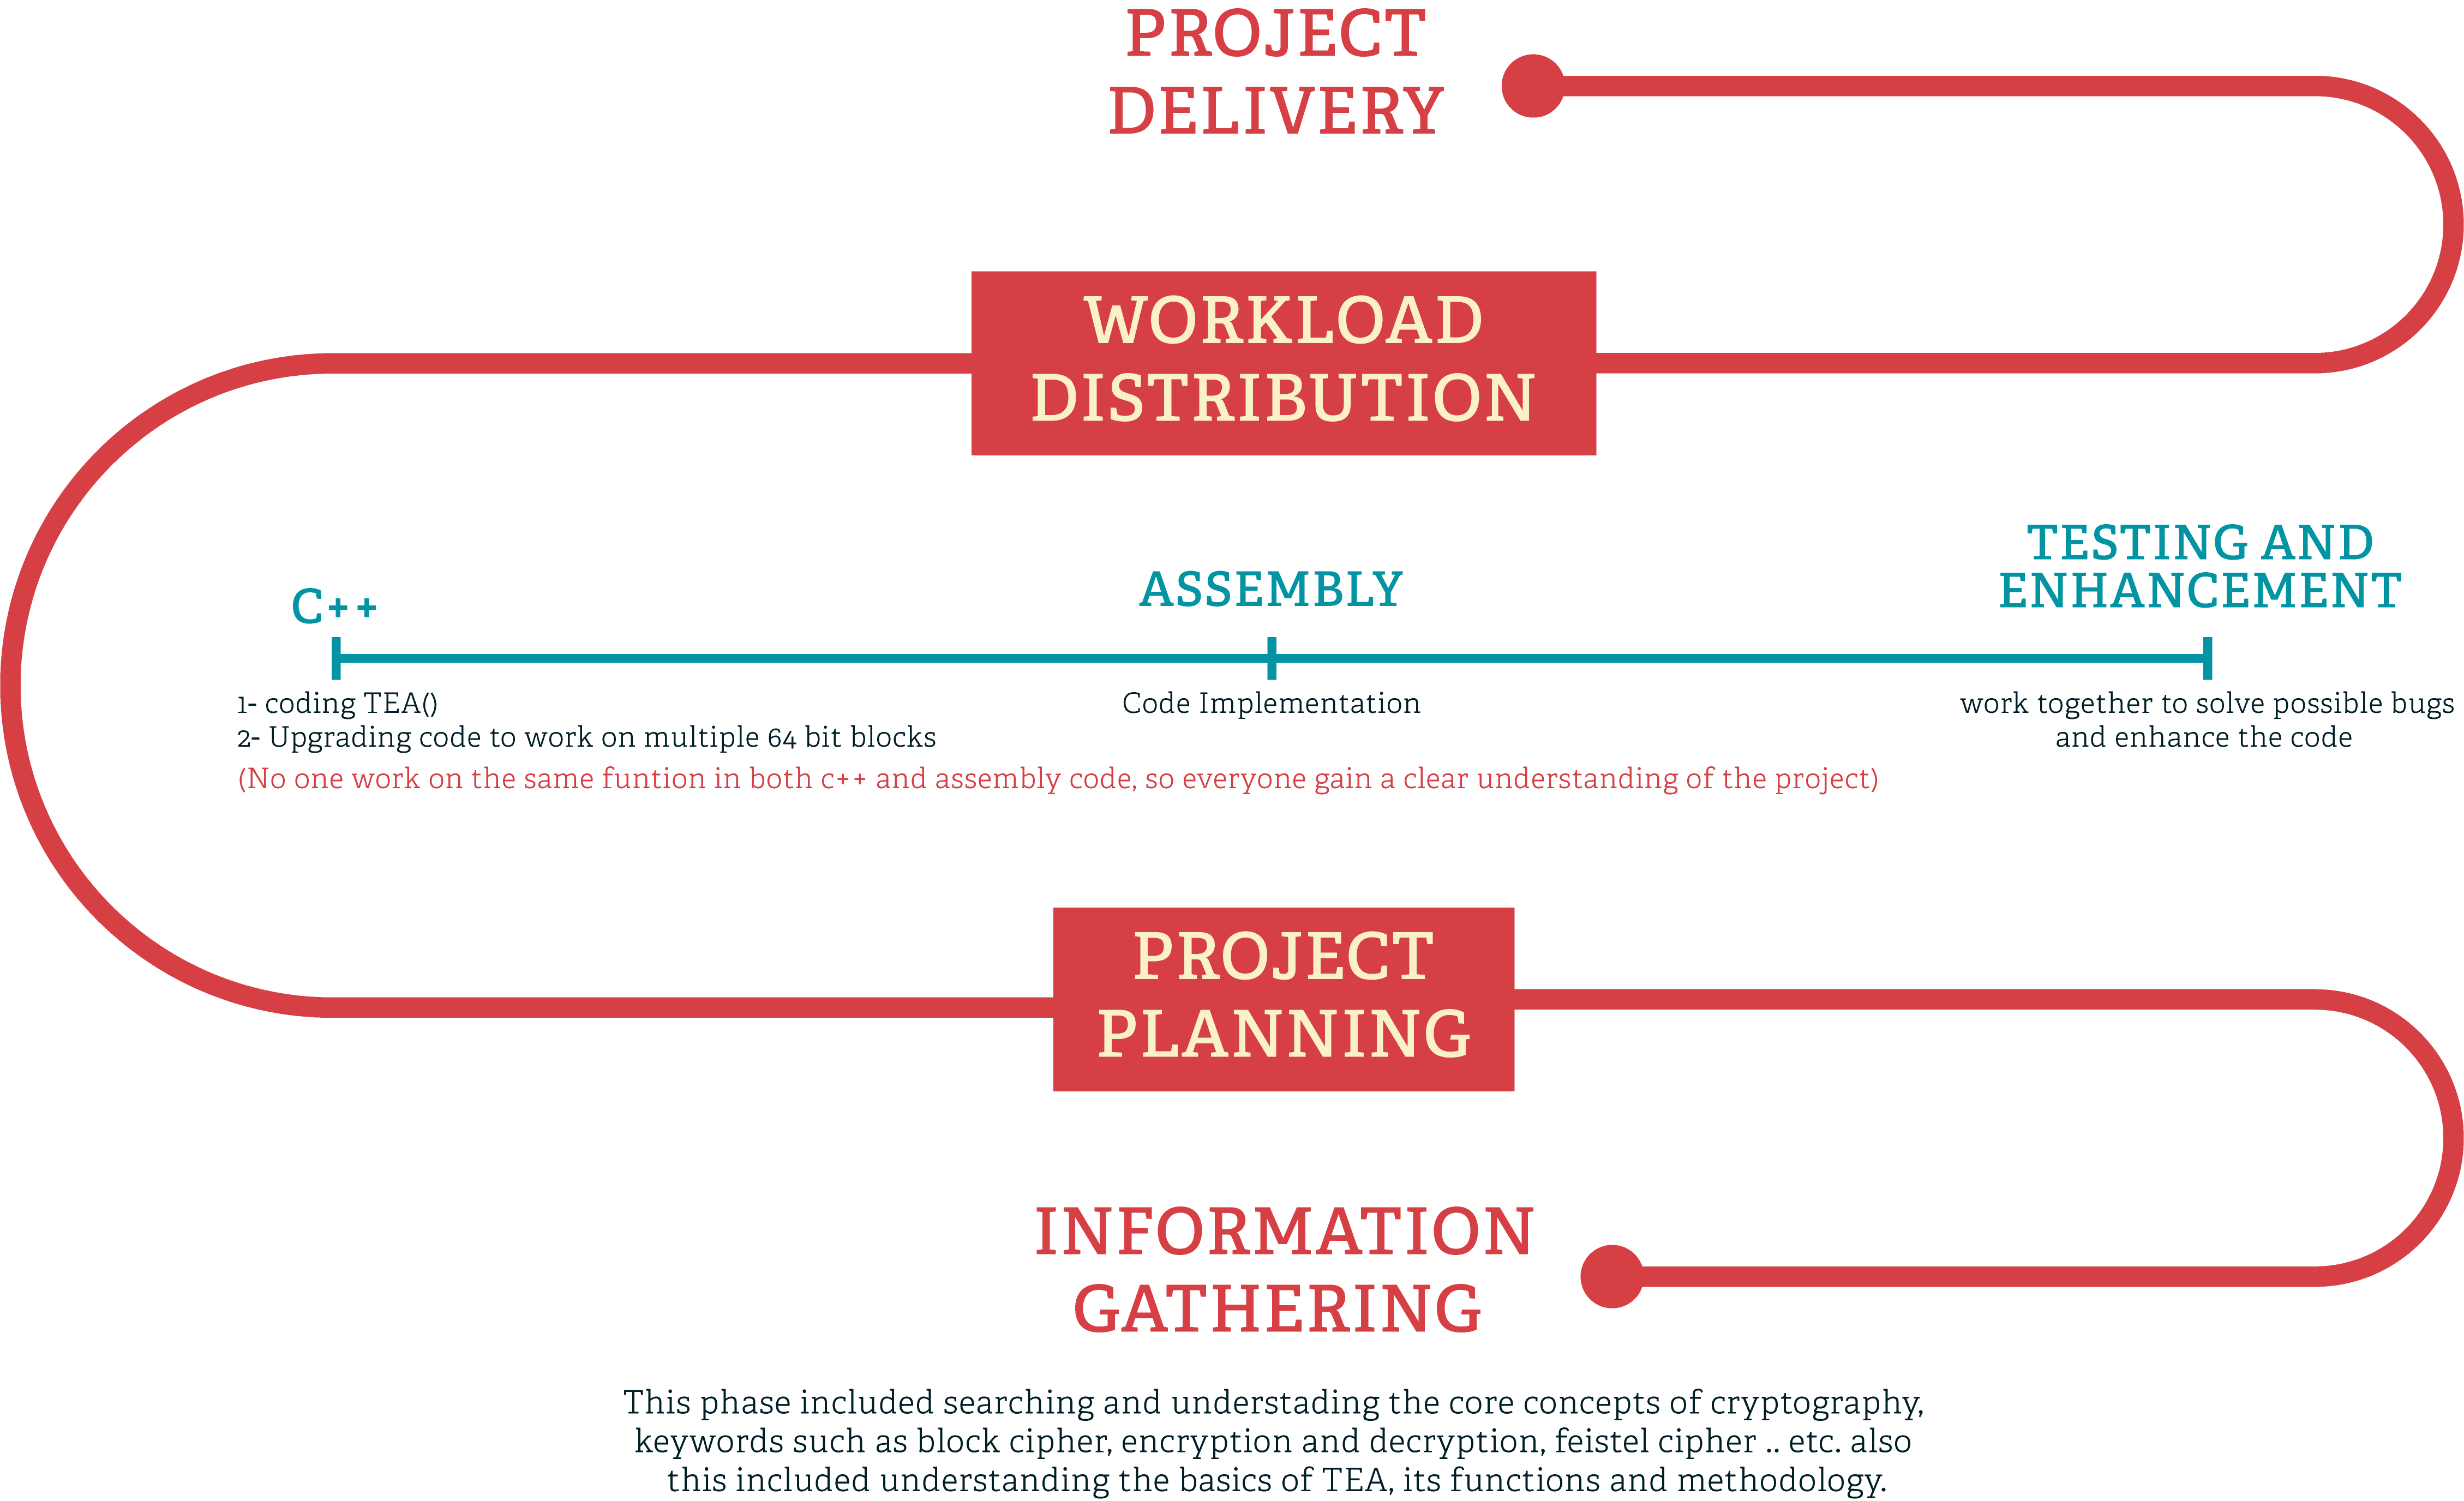 PROJECT
DELIVERY
WORKLOAD
DISTRIBUTION
C++
ASSEMBLY
TESTING AND
ENHANCEMENT
1- coding TEA()
2- Upgrading code to work on multiple 64 bit blocks
(No one work on the same funtion in both c++ and assembly code, so everyone gain a clear understanding of the project)
Code Implementation
work together to solve possible bugs
and enhance the code
PROJECT
PLANNING
INFORMATION
GATHERING
This phase included searching and understading the core concepts of cryptography,
keywords such as block cipher, encryption and decryption, feistel cipher .. etc. also
this included understanding the basics of TEA, its functions and methodology.